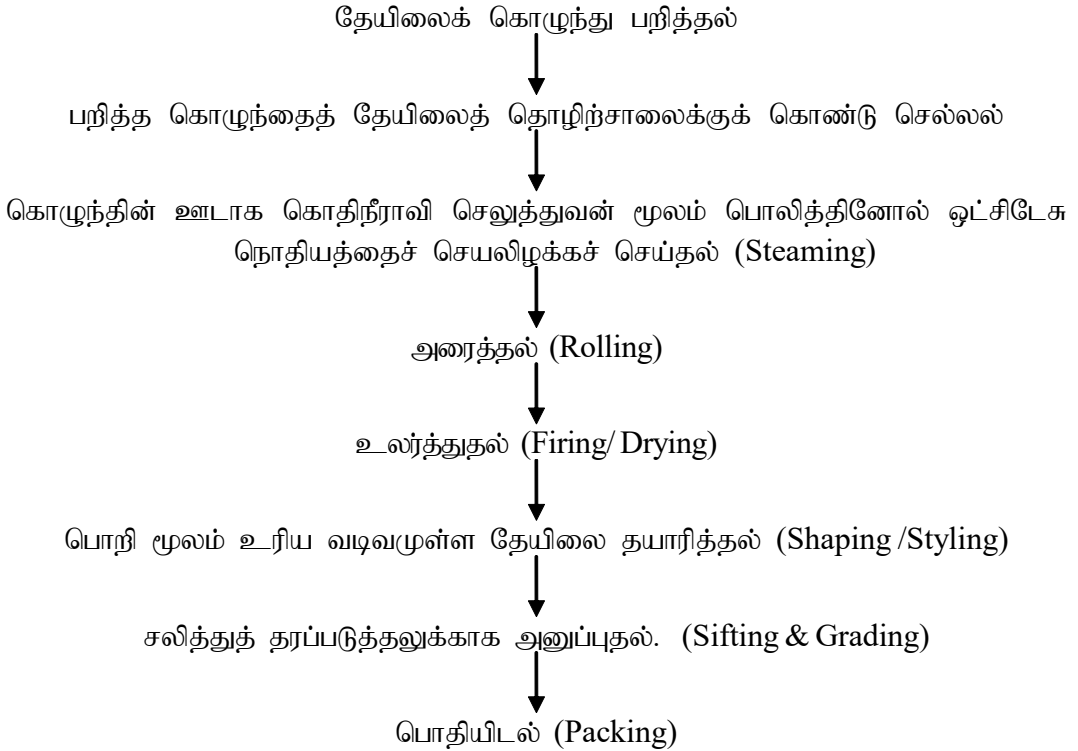 தேயிலைக் கொழுந்து பறித்தல்
பறித்த கொழுந்தைத் தேயிலைத் தொழிற்சாலைக்குக் கொண்டு செல்லல்
கொழுந்தின் ஊடாக கொதிநீராவி செலுத்துவன் மூலம் பொலித்தினோல் ஒட்சிடேசு
நொதியத்தைச் செயலிழக்கச் செய்தல் (Steaming)
அரைத்தல் (Rolling)
உலர்த்துதல் (Firing/ Drying)
பொறி மூலம் உரிய வடிவமுள்ள தேயிலை தயாரித்தல் (Shaping /Styling)
சலித்துத் தரப்படுத்தலுக்காக அனுப்புதல். (Sifting & Grading)
பொதியிடல் (Packing)